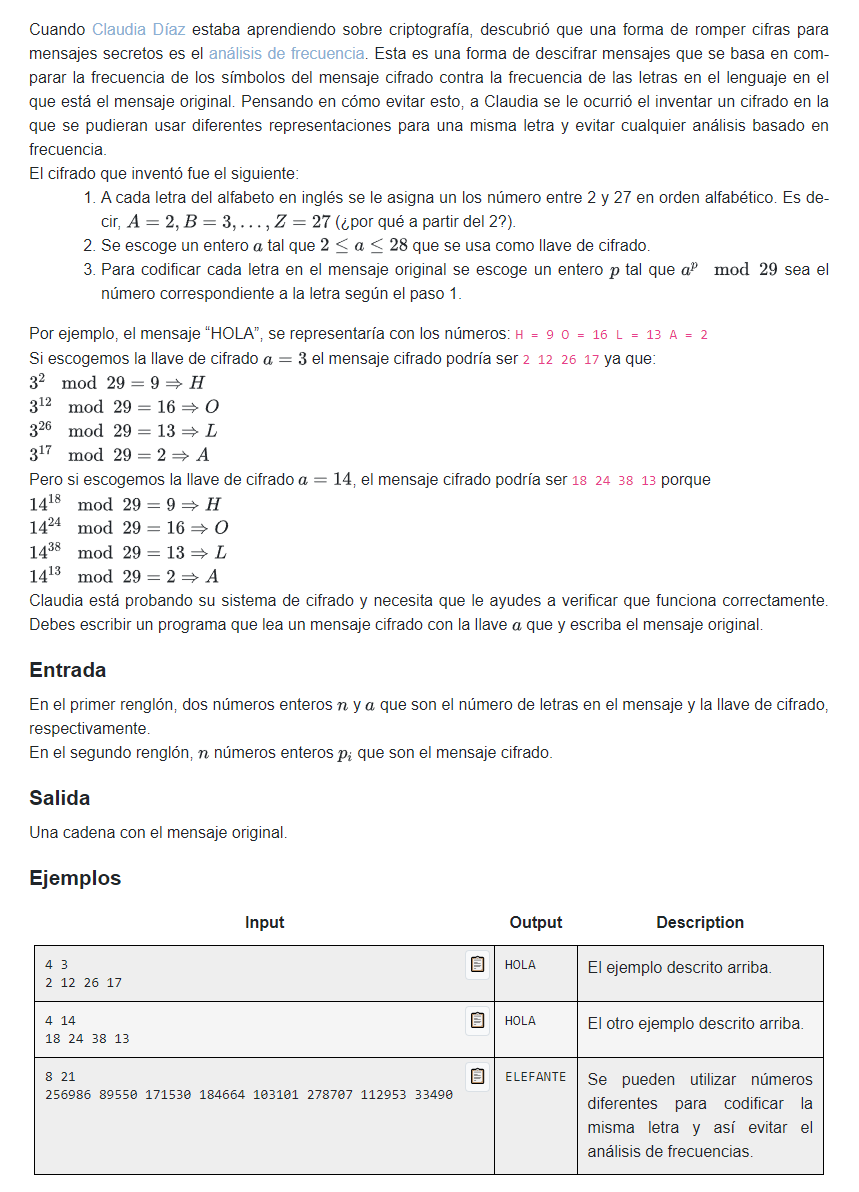 Cuando Claudia Díaz estaba aprendiendo sobre criptografía, descubrió que una forma de romper cifras para
mensajes secretos es el análisis de frecuencia. Esta es una forma de descifrar mensajes que se basa en com-
parar la frecuencia de los símbolos del mensaje cifrado contra la frecuencia de las letras en el lenguaje en el
que está el mensaje original. Pensando en cómo evitar esto, a Claudia se le ocurrió el inventar un cifrado en la
que se pudieran usar diferentes representaciones para una misma letra y evitar cualquier análisis basado en
frecuencia.
El cifrado que inventó fue el siguiente:
1. A cada letra del alfabeto en inglés se le asigna un los número entre 2 y 27 en orden alfabético. Es de-
cir, A = 2, B = 3, . . . , Z = 27 (¿por qué a partir del 2?).
2. Se escoge un entero a tal que 2 ≤ a ≤ 28 que se usa como llave de cifrado.
3. Para codificar cada letra en el mensaje original se escoge un entero p tal que a^p mod 29 sea el
número correspondiente a la letra según el paso 1.
Por ejemplo, el mensaje “HOLA”, se representaría con los números: H = 9 O = 16 L = 13 A = 2
Si escogemos la llave de cifrado a = 3 el mensaje cifrado podría ser 2 12 26 17 ya que:
3^2 mod 29 = 9 ⇒ H
3^12 mod 29 = 16 ⇒ O
3^26 mod 29 = 13 ⇒ L
3^17 mod 29 = 2 ⇒ A
Pero si escogemos la llave de cifrado a = 14, el mensaje cifrado podría ser 18 24 38 13 porque
14^18 mod 29 = 9 ⇒ H
14^24 mod 29 = 16 ⇒ O
14^38 mod 29 = 13 ⇒ L
14^13 mod 29 = 2 ⇒ A
Claudia está probando su sistema de cifrado y necesita que le ayudes a verificar que funciona correctamente.
Debes escribir un programa que lea un mensaje cifrado con la llave a que y escriba el mensaje original.
Entrada
En el primer renglón, dos números enteros n y a que son el número de letras en el mensaje y la llave de cifrado,
respectivamente.
En el segundo renglón, n números enteros p_i que son el mensaje cifrado.
Salida
Una cadena con el mensaje original.
Ejemplos
Input Output Description
4 3
2 12 26 17
HOLA
El ejemplo descrito arriba.
4 14
18 24 38 13
HOLA
El otro ejemplo descrito arriba.
8 21
256986 89550 171530 184664 103101 278707 112953 33490
ELEFANTE
Se pueden utilizar números
diferentes para codificar la
misma letra y así evitar el
análisis de frecuencias.